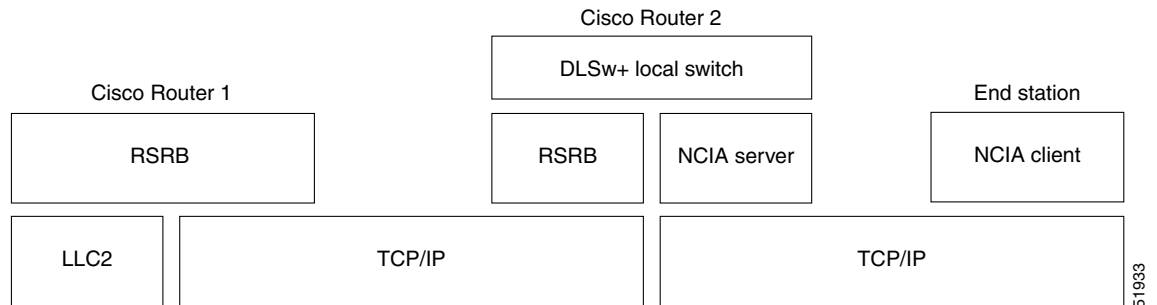 Cisco Router 2
DLSw+ local switch
Cisco Router 1
End station
RSRB
RSRB
NCIA server
NCIA client
LLC2
TCP/IP
TCP/IP
51933